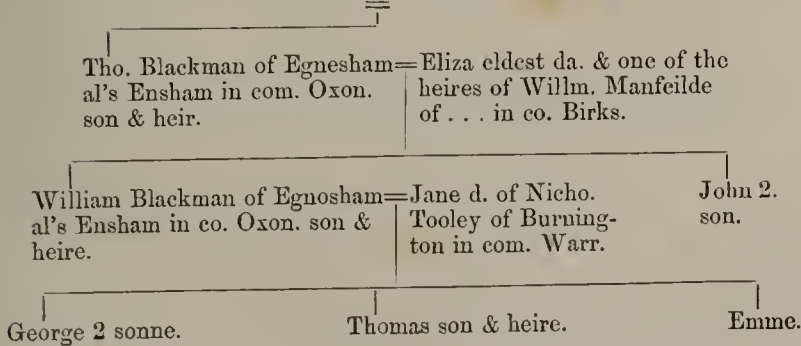 Tho. Blackman of Egnesham=Eliza eldest da. & one of the
al's Ensham in com. Oxon. heires of Willm. Manfeilde
son & heir. of . . . in co. Birks.
William Blackman of Egnosham=Jane d. of Nicho. John 2.
al's Ensham in co. Oxon. son & Tooley of Burning- son.
heire. ton in com. Warr.
George 2 sonne. Thomas son & heire. Emme.